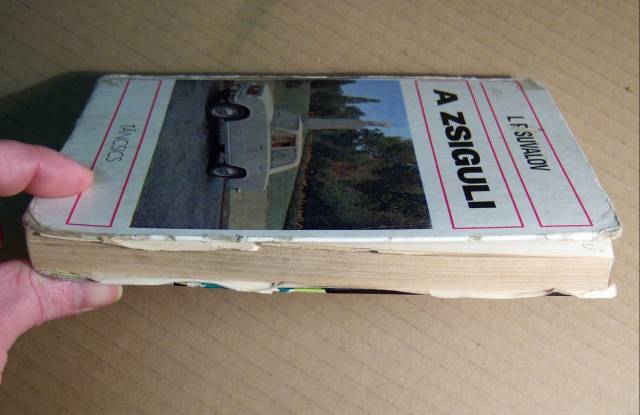 L F SUVALOV
A ZSIGULI
TÁNCSICS